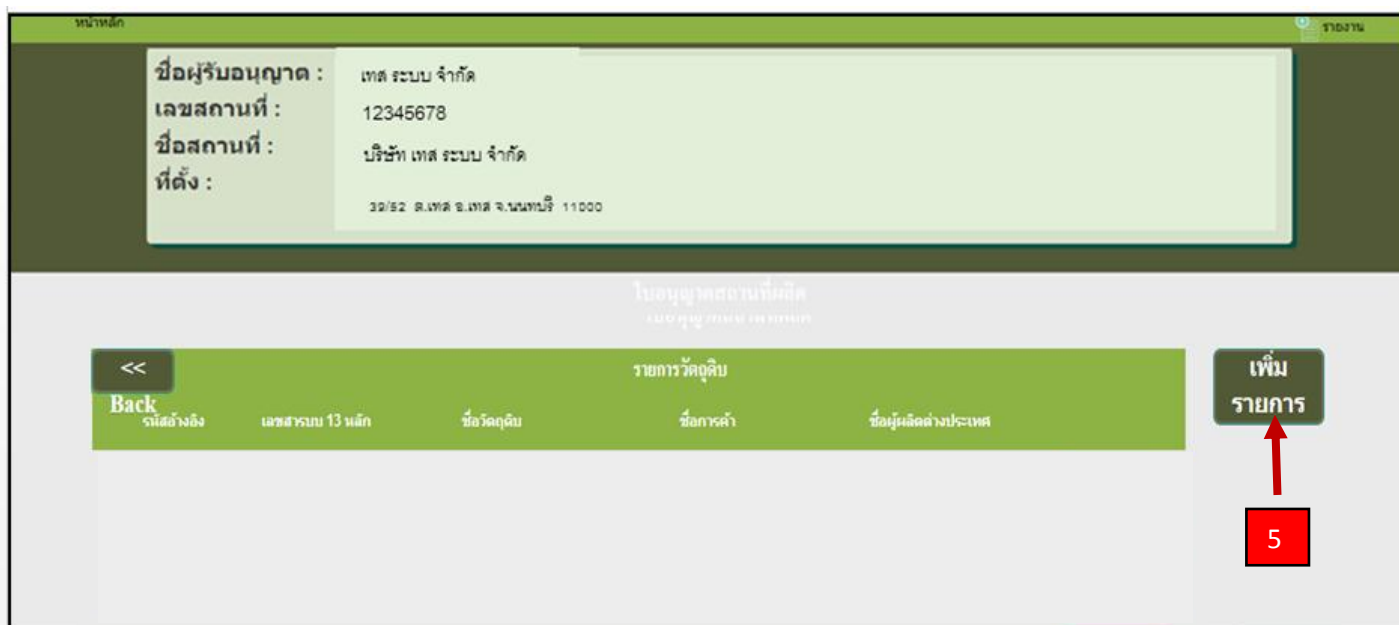 หน้าหลัก รายงาน
ชื่อผู้รับอนุญาต : เทส ระบบ จำกัด
เลขสถานที่ : 12345678
ชื่อสถานที่ : บริษัท เทส ระบบ จำกัด
ที่ตั้ง :
39/52 ต.เทส อ.เทส จ.นนทบุรี 11000
ใบอนุญาตสถานที่ผลิต
<< Back
รายการวัตถุดิบ
เพิ่ม
รายการ
รหัสอ้างอิง เลขสารบบ 13 หลัก ชื่อวัตถุดิบ ชื่อการค้า ชื่อผู้ผลิตต่างประเทศ
5